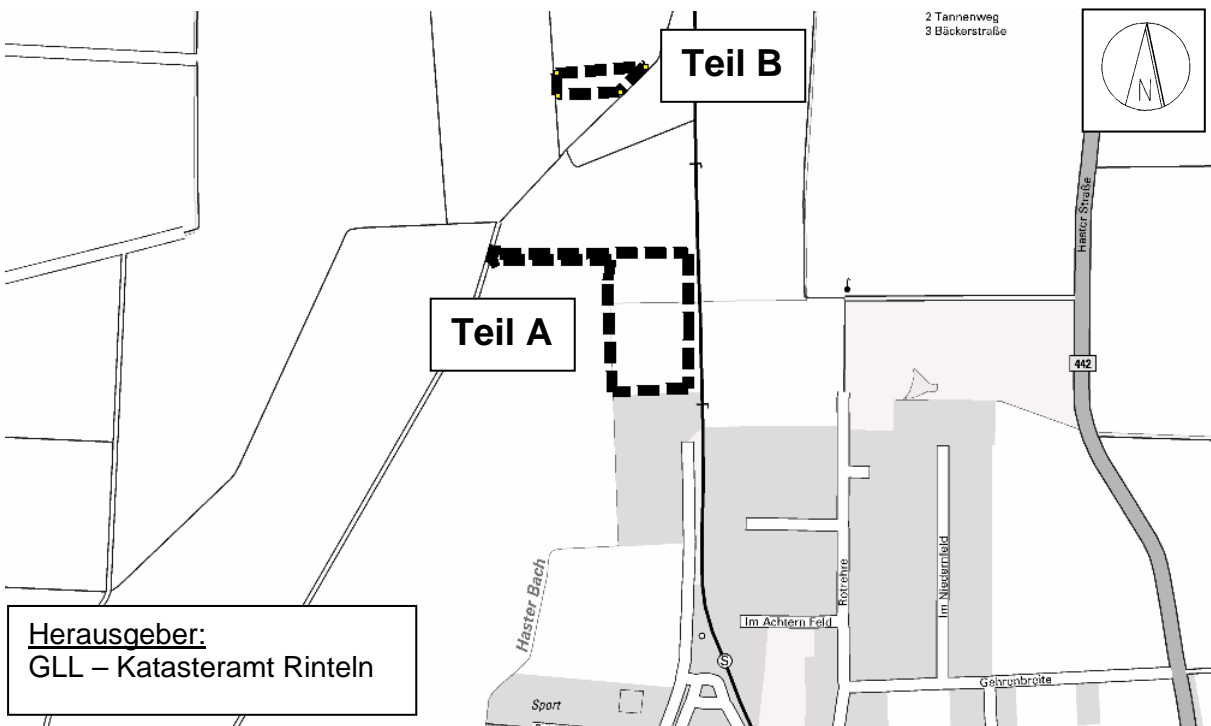 2 Tannenweg
3 Bäckerstraße
Teil B
N
Haster Straße
Teil A
442
Haster Bach
Rotrehre
Im Niedernfeld
Im Achtern Feld
S
Gehrenbreite
Sport
Herausgeber:
GLL – Katasteramt Rinteln